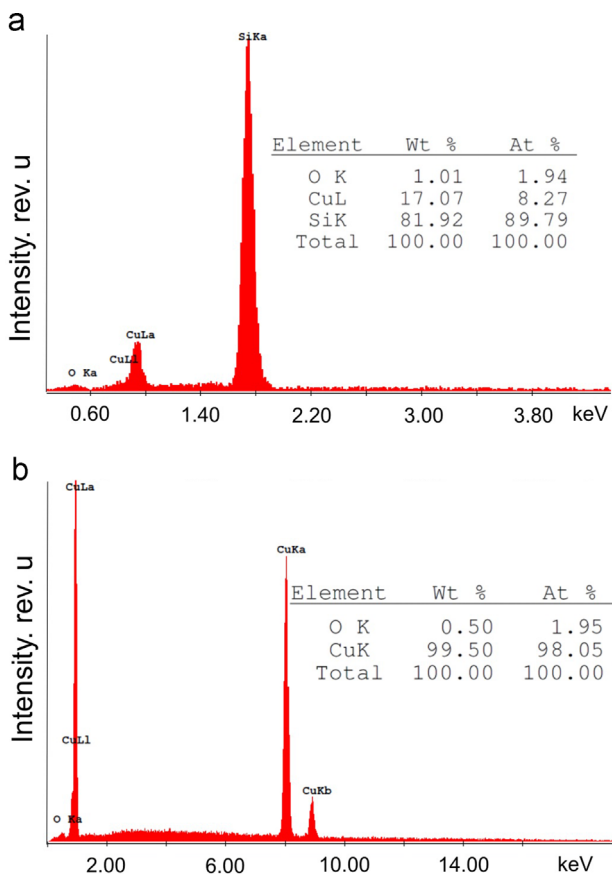 a
SiKa
Element Wt % At %
O K 1.01 1.94
CuL 17.07 8.27
SiK 81.92 89.79
Total 100.00 100.00
CuLa
CuLl
O Ka
Intensity. rev. u
0.60 1.40 2.20 3.00 3.80 keV
b
CuLa
CuKa
Element Wt % At %
O K 0.50 1.95
CuK 99.50 98.05
Total 100.00 100.00
CuLl
CuKb
O Ka
Intensity. rev. u
2.00 6.00 10.00 14.00 keV